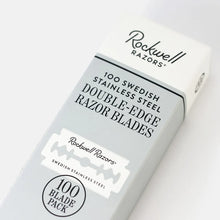 Rockwell
RAZORS®
100 SWEDISH
STAINLESS STEEL
DOUBLE-EDGE
RAZOR BLADES
Rockwell Razors®
SWEDISH STAINLESS STEEL
100
BLADE
PACK